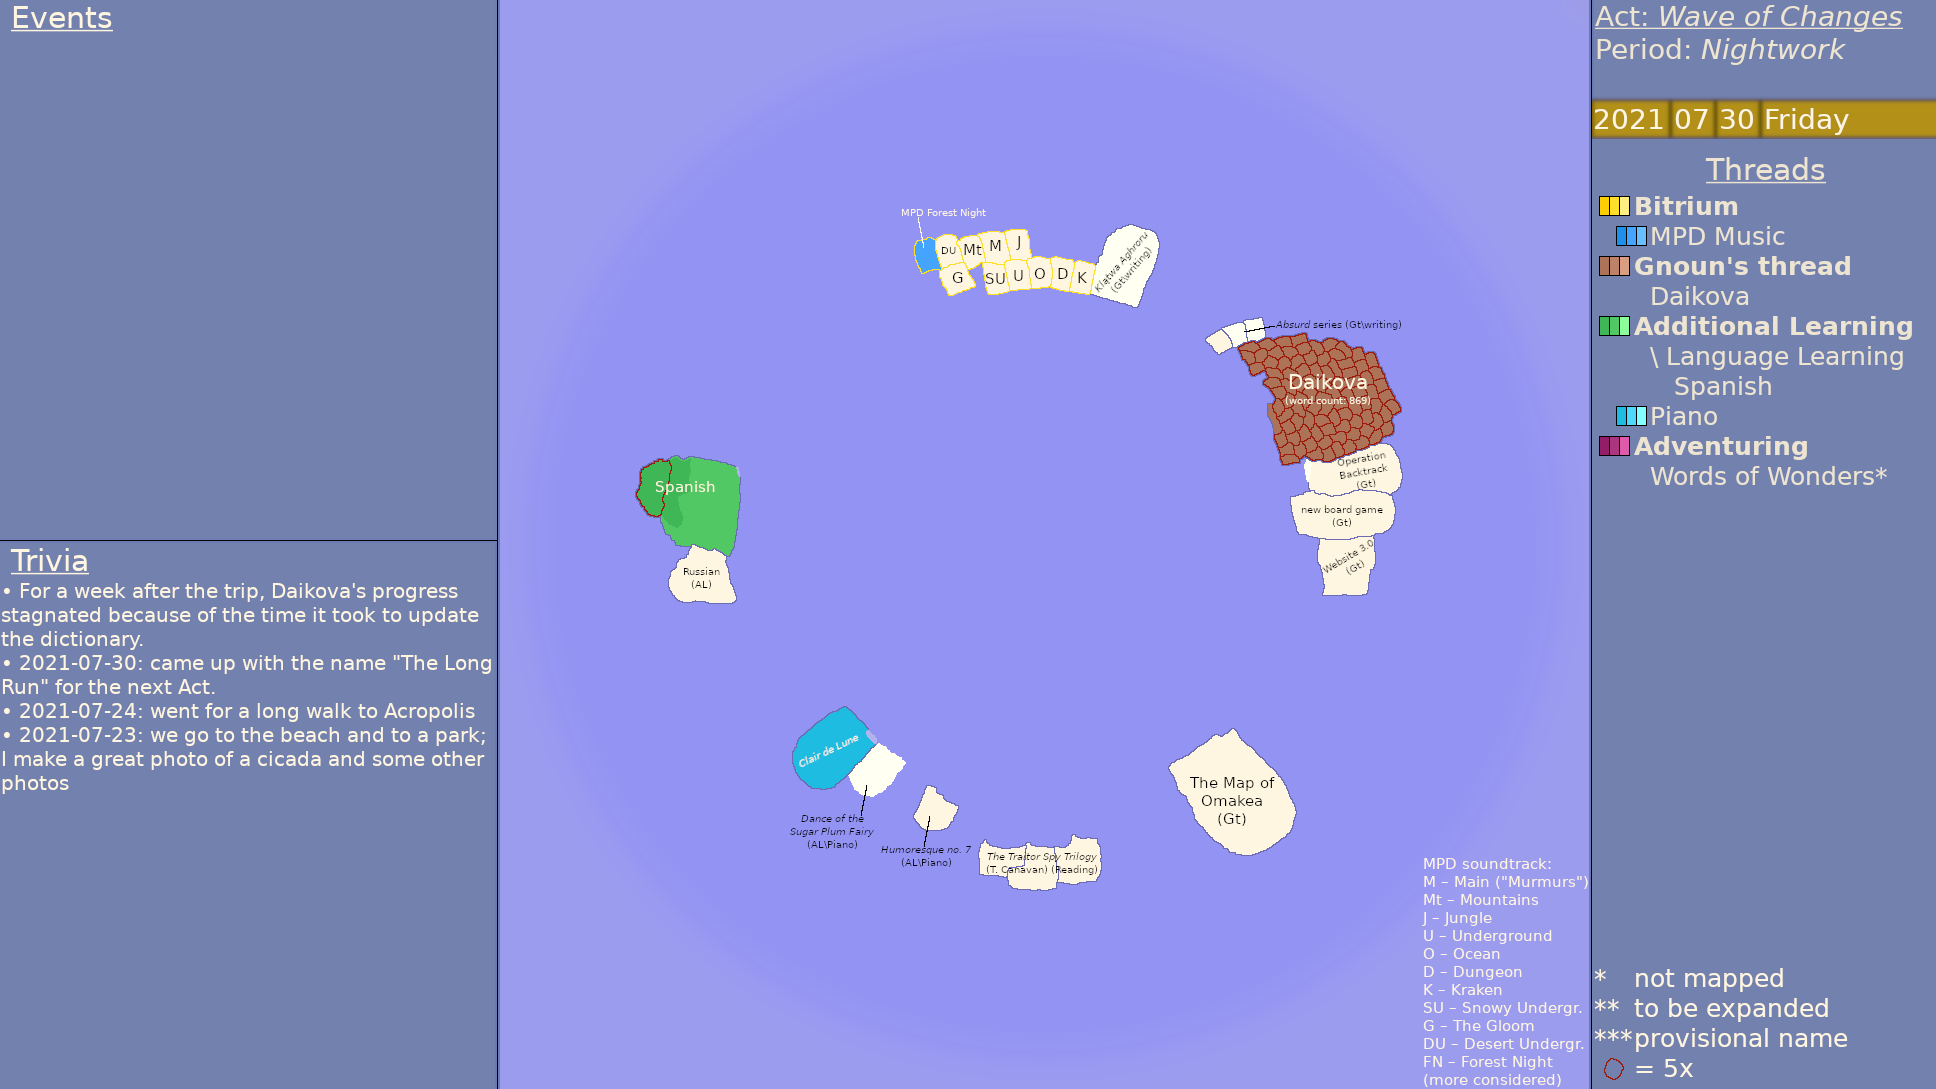 Events
Trivia
• For a week after the trip, Daikova's progress
stagnated because of the time it took to update
the dictionary.
• 2021-07-30: came up with the name "The Long
Run" for the next Act.
• 2021-07-24: went for a long walk to Acropolis
• 2021-07-23: we go to the beach and to a park;
I make a great photo of a cicada and some other
photos
MPD Forest Night
DU
Mt
M
J
G
SU
U
O
D
K
Klątwa Aghroru
(Gt\writing)
Absurd series (Gt\writing)
Daikova
(word count: 869)
Operation
Backtrack
(Gt)
new board game
(Gt)
Website 3.0
(Gt)
Spanish
Russian
(AL)
Clair de Lune
Dance of the
Sugar Plum Fairy
(AL\Piano)
Humoresque no. 7
(AL\Piano)
The Traitor Spy Trilogy
(T. Canavan) (Reading)
The Map of
Omakea
(Gt)
MPD soundtrack:
M – Main ("Murmurs")
Mt – Mountains
J – Jungle
U – Underground
O – Ocean
D – Dungeon
K – Kraken
SU – Snowy Undergr.
G – The Gloom
DU – Desert Undergr.
FN – Forest Night
(more considered)
Act: Wave of Changes
Period: Nightwork
2021 07 30 Friday
Threads
Bitrium
MPD Music
Gnoun's thread
Daikova
Additional Learning
\ Language Learning
Spanish
Piano
Adventuring
Words of Wonders*
* not mapped
** to be expanded
*** provisional name
= 5x